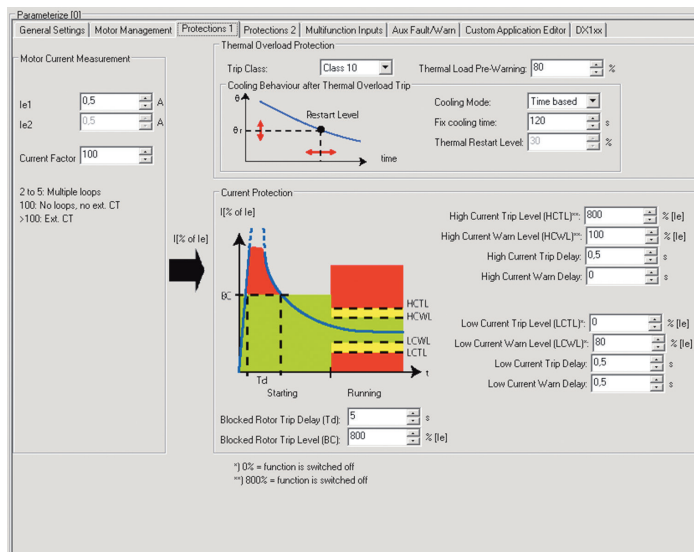 Parameterize [0]
General Settings Motor Management Protections 1 Protections 2 Multifunction Inputs Aux Fault/Warn Custom Application Editor DX1xx
Motor Current Measurement
Ie1 0,5 A
Ie2 0,5 A
Current Factor 100
2 to 5: Multiple loops
100: No loops, no ext. CT
>100: Ext. CT
I[% of Ie]
Thermal Overload Protection
Trip Class: Class 10 Thermal Load Pre-Warning: 80 %
Cooling Behaviour after Thermal Overload Trip
θ
Restart Level
θr
time
Cooling Mode: Time based
Fix cooling time: 120 s
Thermal Restart Level: 30 %
Current Protection
I[% of Ie]
BC
HCTL
HCWL
LCWL
LCTL
Td
t
Starting Running
Blocked Rotor Trip Delay (Td): 5 s
Blocked Rotor Trip Level (BC): 800 % [Ie]
High Current Trip Level (HCTL)**: 800 % [Ie]
High Current Warn Level (HCWL)**: 100 % [Ie]
High Current Trip Delay: 0,5 s
High Current Warn Delay: 0 s
Low Current Trip Level (LCTL)*: 0 % [Ie]
Low Current Warn Level (LCWL)*: 80 % [Ie]
Low Current Trip Delay: 0,5 s
Low Current Warn Delay: 0,5 s
*) 0% = function is switched off
**) 800% = function is switched off